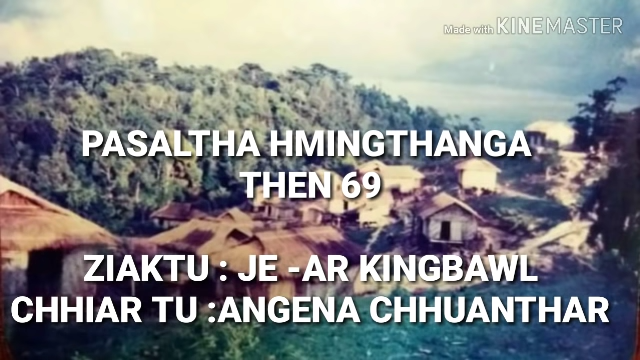 Made with KINEMASTER
PASALTHA HMINGTHANGA
THEN 69
ZIAKTU : JE -AR KINGBAWL
CHHIAR TU :ANGENA CHHUANTHAR